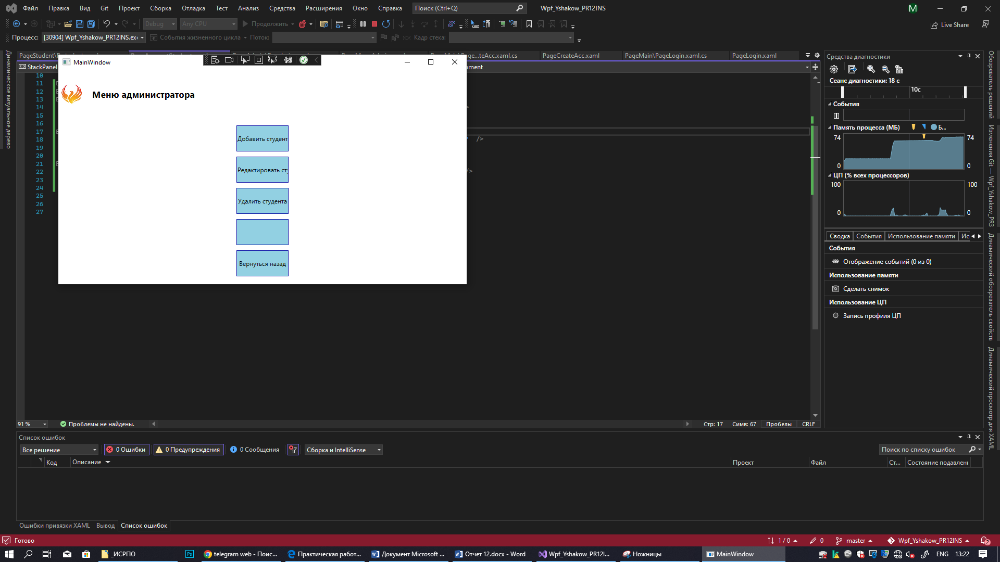 Файл Правка Вид Git Проект Сборка Отладка Тест Анализ Средства Расширения Окно Справка Поиск (Ctrl+Q) Wpf_Yshakow_PR12INS M
Debug Any CPU Продолжить Live Share
Процесс: [30904] Wpf_Yshakow_PR12INS.exe События жизненного цикла Поток: Кадр стека:
PageStudent\ ...teAcc.xaml.cs PageCreateAcc.xaml PageMain\PageLogin.xaml.cs PageLogin.xaml
StackPanel
MainWindow
Меню администратора
Добавить студент
Редактировать ст
Удалить студента
Вернуться назад
10
11
12
13
14
15
16
17
18
" />
19
20
21
22
/>
23
24
25
26
27
Динамическое визуальное дерево
Средства диагностики
Сеанс диагностики: 18 с
10с
События
Память процесса (МБ) Б...
74 74
0 0
ЦП (% всех процессоров)
100 100
0 0
Сводка События Использование памяти Ис
События
Отображение событий (0 из 0)
Использование памяти
Сделать снимок
Использование ЦП
Запись профиля ЦП
Обозреватель решений
Изменения Git — Wpf_Yshakow_PR3
Динамический обозреватель свойств
Динамический просмотр для XAML
91 % Проблемы не найдены. Стр: 17 Симв: 67 Пробелы CRLF
Список ошибок
Все решение 0 Ошибки 0 Предупреждения 0 Сообщения Сборка и IntelliSense Поиск по списку ошибок
Код Описание Проект Файл Ст... Состояние подавлени
Ошибки привязки XAML Вывод Список ошибок
Готово 1 / 0 0 master Wpf_Yshakow_PR12INS 2
_ИСРПО Ps telegram web - Поис... Практическая работ... Документ Microsoft ... Отчет 12.docx - Word Wpf_Yshakow_PR12I... Ножницы MainWindow ENG 13:22